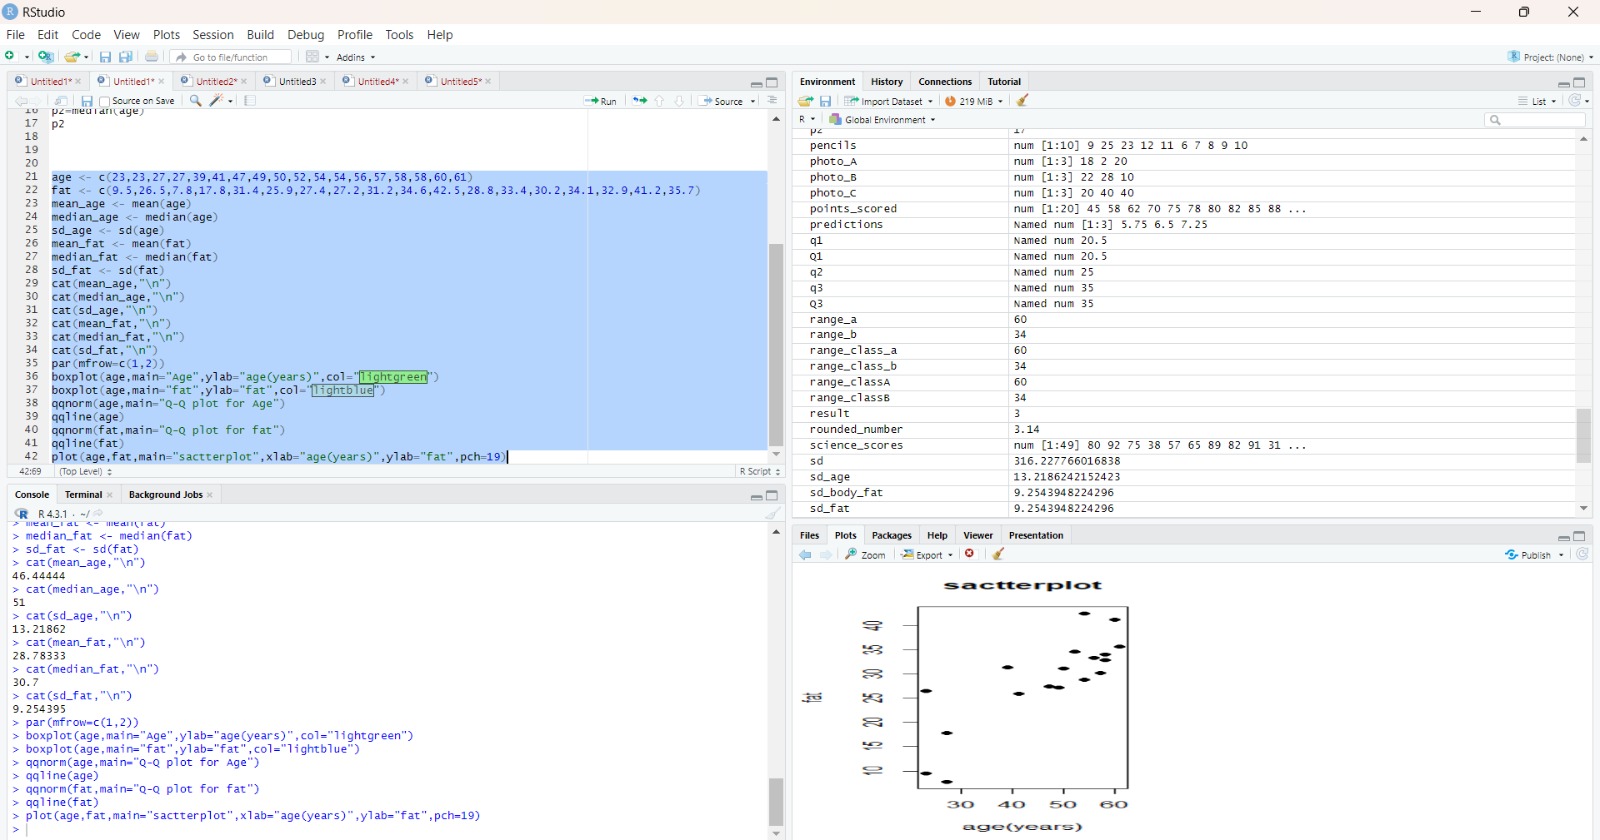 RStudio
File Edit Code View Plots Session Build Debug Profile Tools Help
Go to file/function Addins Project: (None)
Untitled1* Untitled1* Untitled2* Untitled3 Untitled4* Untitled5*
Source on Save Run Source
16 p2=median(age)
17 p2
18
19
20
21 age <- c(23,23,27,27,39,41,47,49,50,52,54,54,56,57,58,58,60,61)
22 fat <- c(9.5,26.5,7.8,17.8,31.4,25.9,27.4,27.2,31.2,34.6,42.5,28.8,33.4,30.2,34.1,32.9,41.2,35.7)
23 mean_age <- mean(age)
24 median_age <- median(age)
25 sd_age <- sd(age)
26 mean_fat <- mean(fat)
27 median_fat <- median(fat)
28 sd_fat <- sd(fat)
29 cat(mean_age,"\n")
30 cat(median_age,"\n")
31 cat(sd_age,"\n")
32 cat(mean_fat,"\n")
33 cat(median_fat,"\n")
34 cat(sd_fat,"\n")
35 par(mfrow=c(1,2))
36 boxplot(age,main="Age",ylab="age(years)",col="lightgreen")
37 boxplot(age,main="fat",ylab="fat",col="lightblue")
38 qqnorm(age,main="Q-Q plot for Age")
39 qqline(age)
40 qqnorm(fat,main="Q-Q plot for fat")
41 qqline(fat)
42 plot(age,fat,main="sactterplot",xlab="age(years)",ylab="fat",pch=19)
42:69 (Top Level) R Script
Console Terminal Background Jobs
R 4.3.1 · ~/
> mean_fat <- mean(fat)
> median_fat <- median(fat)
> sd_fat <- sd(fat)
> cat(mean_age,"\n")
46.44444
> cat(median_age,"\n")
51
> cat(sd_age,"\n")
13.21862
> cat(mean_fat,"\n")
28.78333
> cat(median_fat,"\n")
30.7
> cat(sd_fat,"\n")
9.254395
> par(mfrow=c(1,2))
> boxplot(age,main="Age",ylab="age(years)",col="lightgreen")
> boxplot(age,main="fat",ylab="fat",col="lightblue")
> qqnorm(age,main="Q-Q plot for Age")
> qqline(age)
> qqnorm(fat,main="Q-Q plot for fat")
> qqline(fat)
> plot(age,fat,main="sactterplot",xlab="age(years)",ylab="fat",pch=19)
>
Environment History Connections Tutorial
Import Dataset 219 MiB List
R Global Environment
p2 17
pencils num [1:10] 9 25 23 12 11 6 7 8 9 10
photo_A num [1:3] 18 2 20
photo_B num [1:3] 22 28 10
photo_C num [1:3] 20 40 40
points_scored num [1:20] 45 58 62 70 75 78 80 82 85 88 ...
predictions Named num [1:3] 5.75 6.5 7.25
q1 Named num 20.5
Q1 Named num 20.5
q2 Named num 25
q3 Named num 35
Q3 Named num 35
range_a 60
range_b 34
range_class_a 60
range_class_b 34
range_classA 60
range_classB 34
result 3
rounded_number 3.14
science_scores num [1:49] 80 92 75 38 57 65 89 82 91 31 ...
sd 316.227766016838
sd_age 13.2186242152423
sd_body_fat 9.2543948224296
sd_fat 9.2543948224296
Files Plots Packages Help Viewer Presentation
Zoom Export Publish
sactterplot
40
35
30
25
20
15
10
fat
30 40 50 60
age(years)